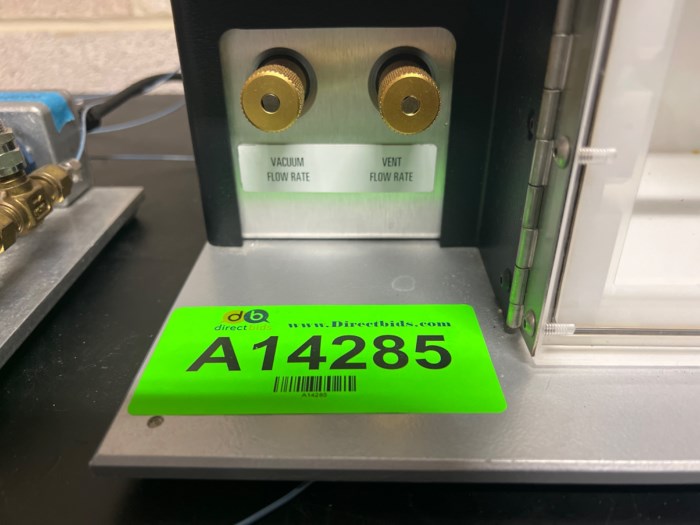 VACUUM
FLOW RATE
VENT
FLOW RATE
db
directbids
www.Directbids.com
A14285
A14285